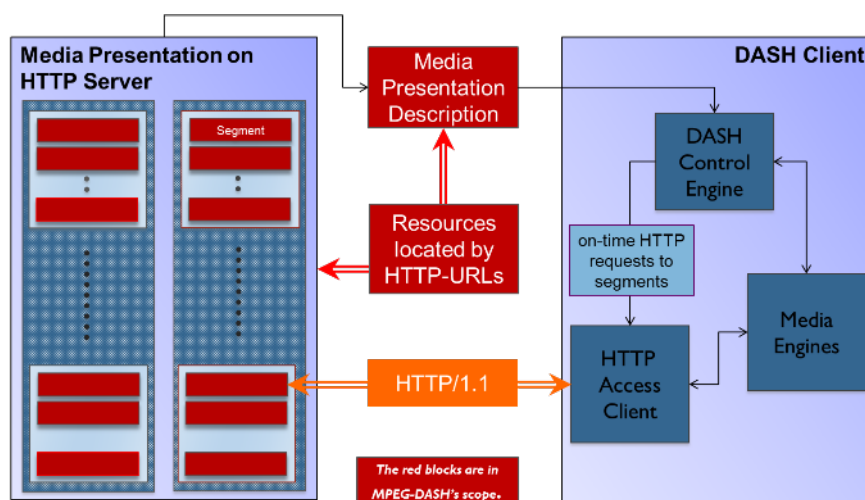 Media Presentation on
HTTP Server
Segment
Media
Presentation
Description
Resources
located by
HTTP-URLs
HTTP/1.1
The red blocks are in
MPEG-DASH's scope.
DASH Client
DASH
Control
Engine
on-time HTTP
requests to
segments
HTTP
Access
Client
Media
Engines